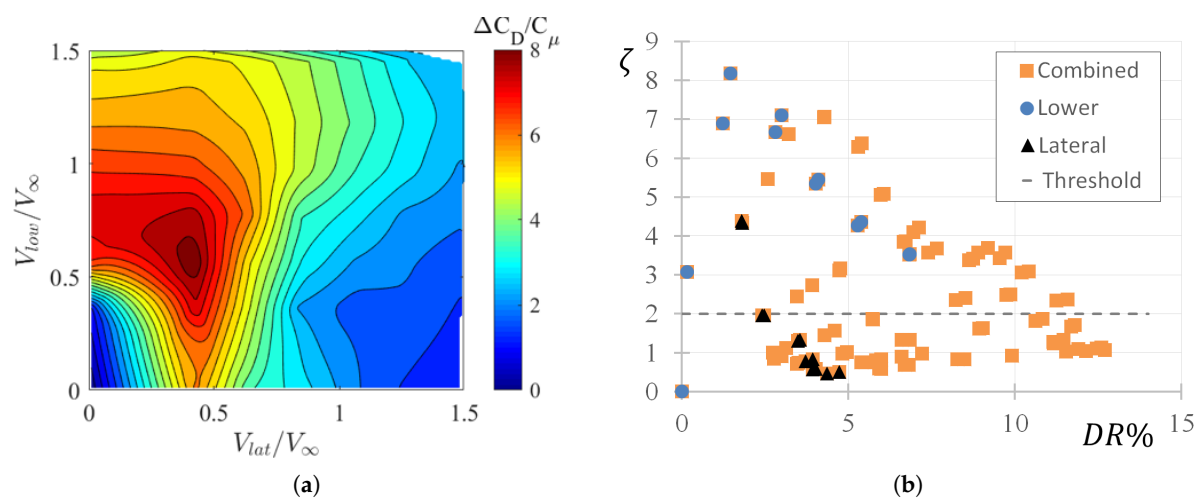 ΔC_D/C_μ
1.5
1
0.5
0
V_low/V_∞
0 0.5 1 1.5
V_lat/V_∞
8
6
4
2
0
(a)
ζ
9
8
7
6
5
4
3
2
1
0
Combined
Lower
Lateral
Threshold
0 5 10 15
DR%
(b)